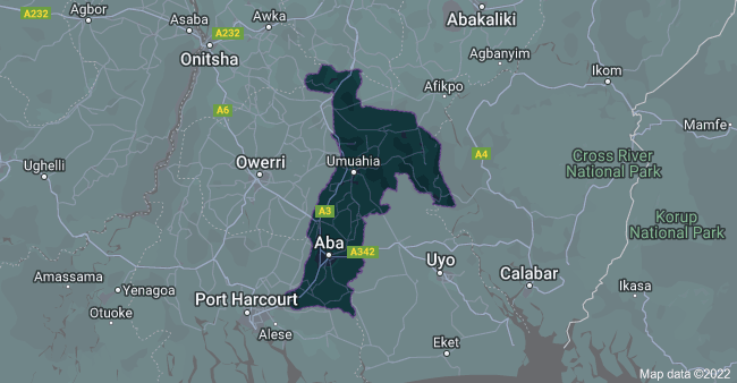 A232
Agbor
Asaba
Awka
A232
Abakaliki
Onitsha
Agbanyim
Afikpo
Ikom
A6
Mamfe
Ughelli
Owerri
Umuahia
A4
Cross River
National Park
A3
Korup
National Park
Aba
A342
Uyo
Calabar
Amassama
Yenagoa
Port Harcourt
Ikasa
Otuoke
Alese
Eket
Map data ©2022